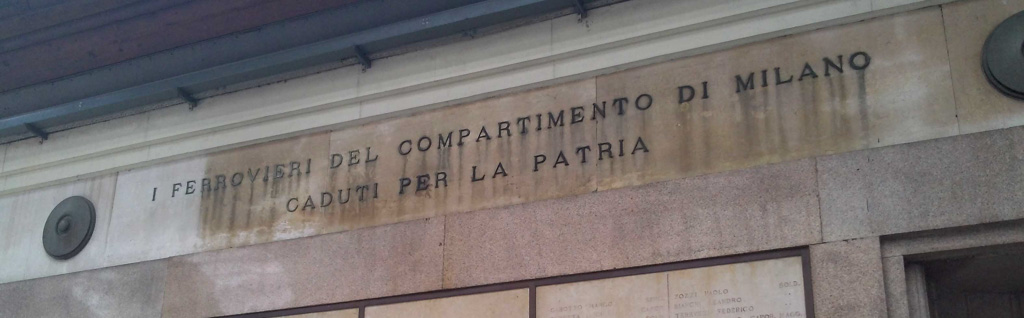 I FERROVIERI DEL COMPARTIMENTO DI MILANO
CADUTI PER LA PATRIA